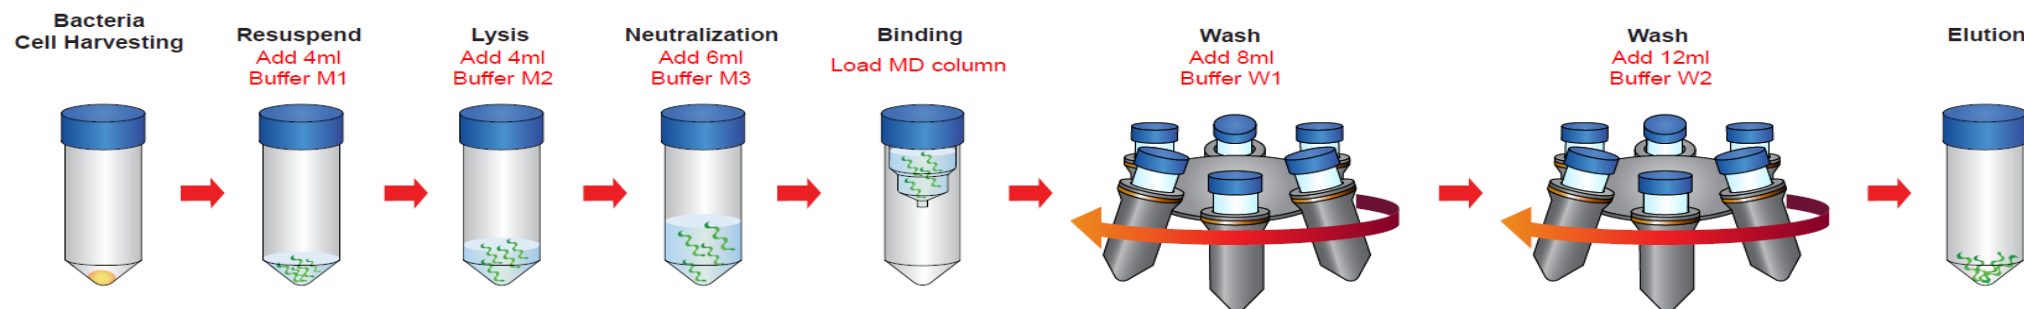 Bacteria
Cell Harvesting
Resuspend
Add 4ml
Buffer M1
Lysis
Add 4ml
Buffer M2
Neutralization
Add 6ml
Buffer M3
Binding
Load MD column
Wash
Add 8ml
Buffer W1
Wash
Add 12ml
Buffer W2
Elution